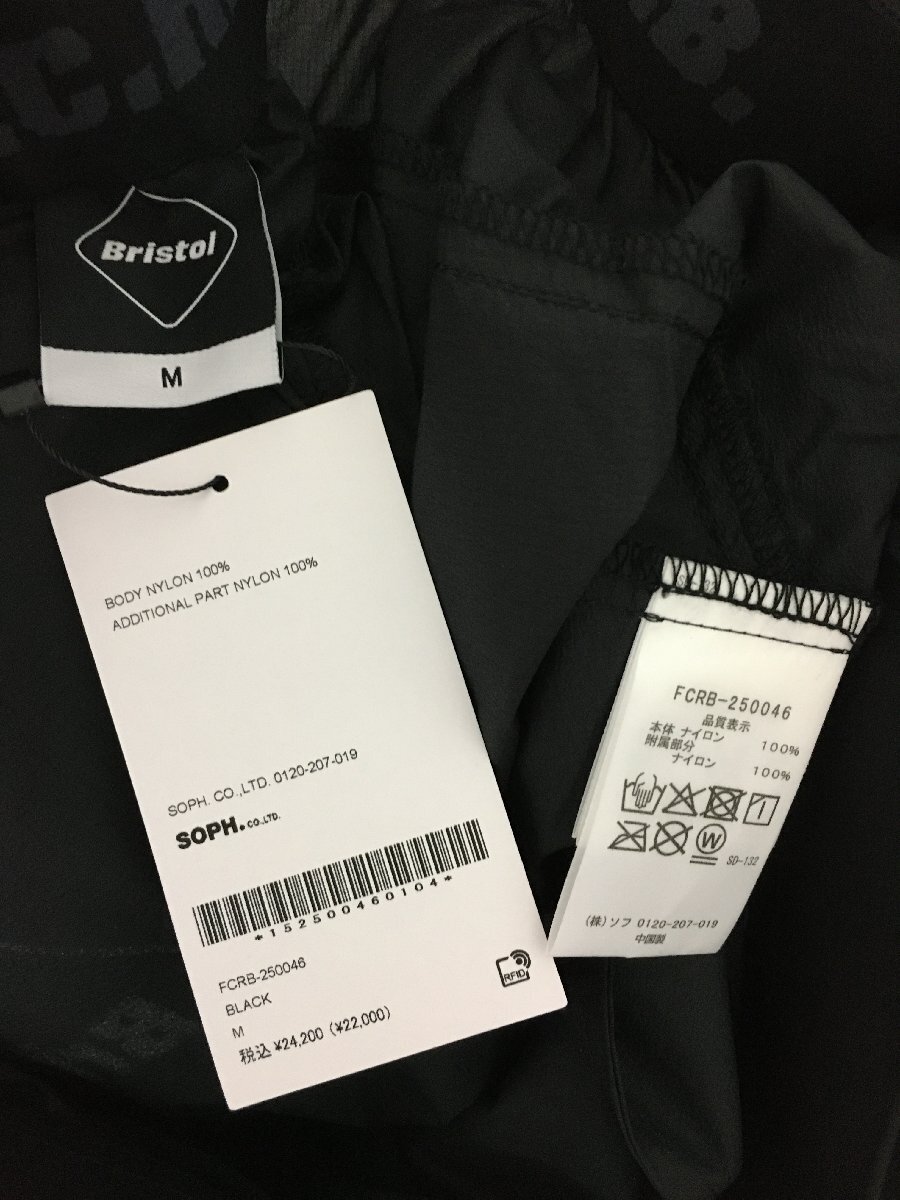 .C.R
B.
Bristol
M
BODY NYLON 100%
ADDITIONAL PART NYLON 100%
SOPH. CO.,LTD. 0120-207-019
SOPH. CO.,LTD.
*152500460104*
FCRB-250046
BLACK
M
税込 ¥24,200 (¥22,000)
RFID
FCRB-250046
品質表示
本体 ナイロン 100%
附属部分
ナイロン 100%
W
SD-132
(株)ソフ 0120-207-019
中国製